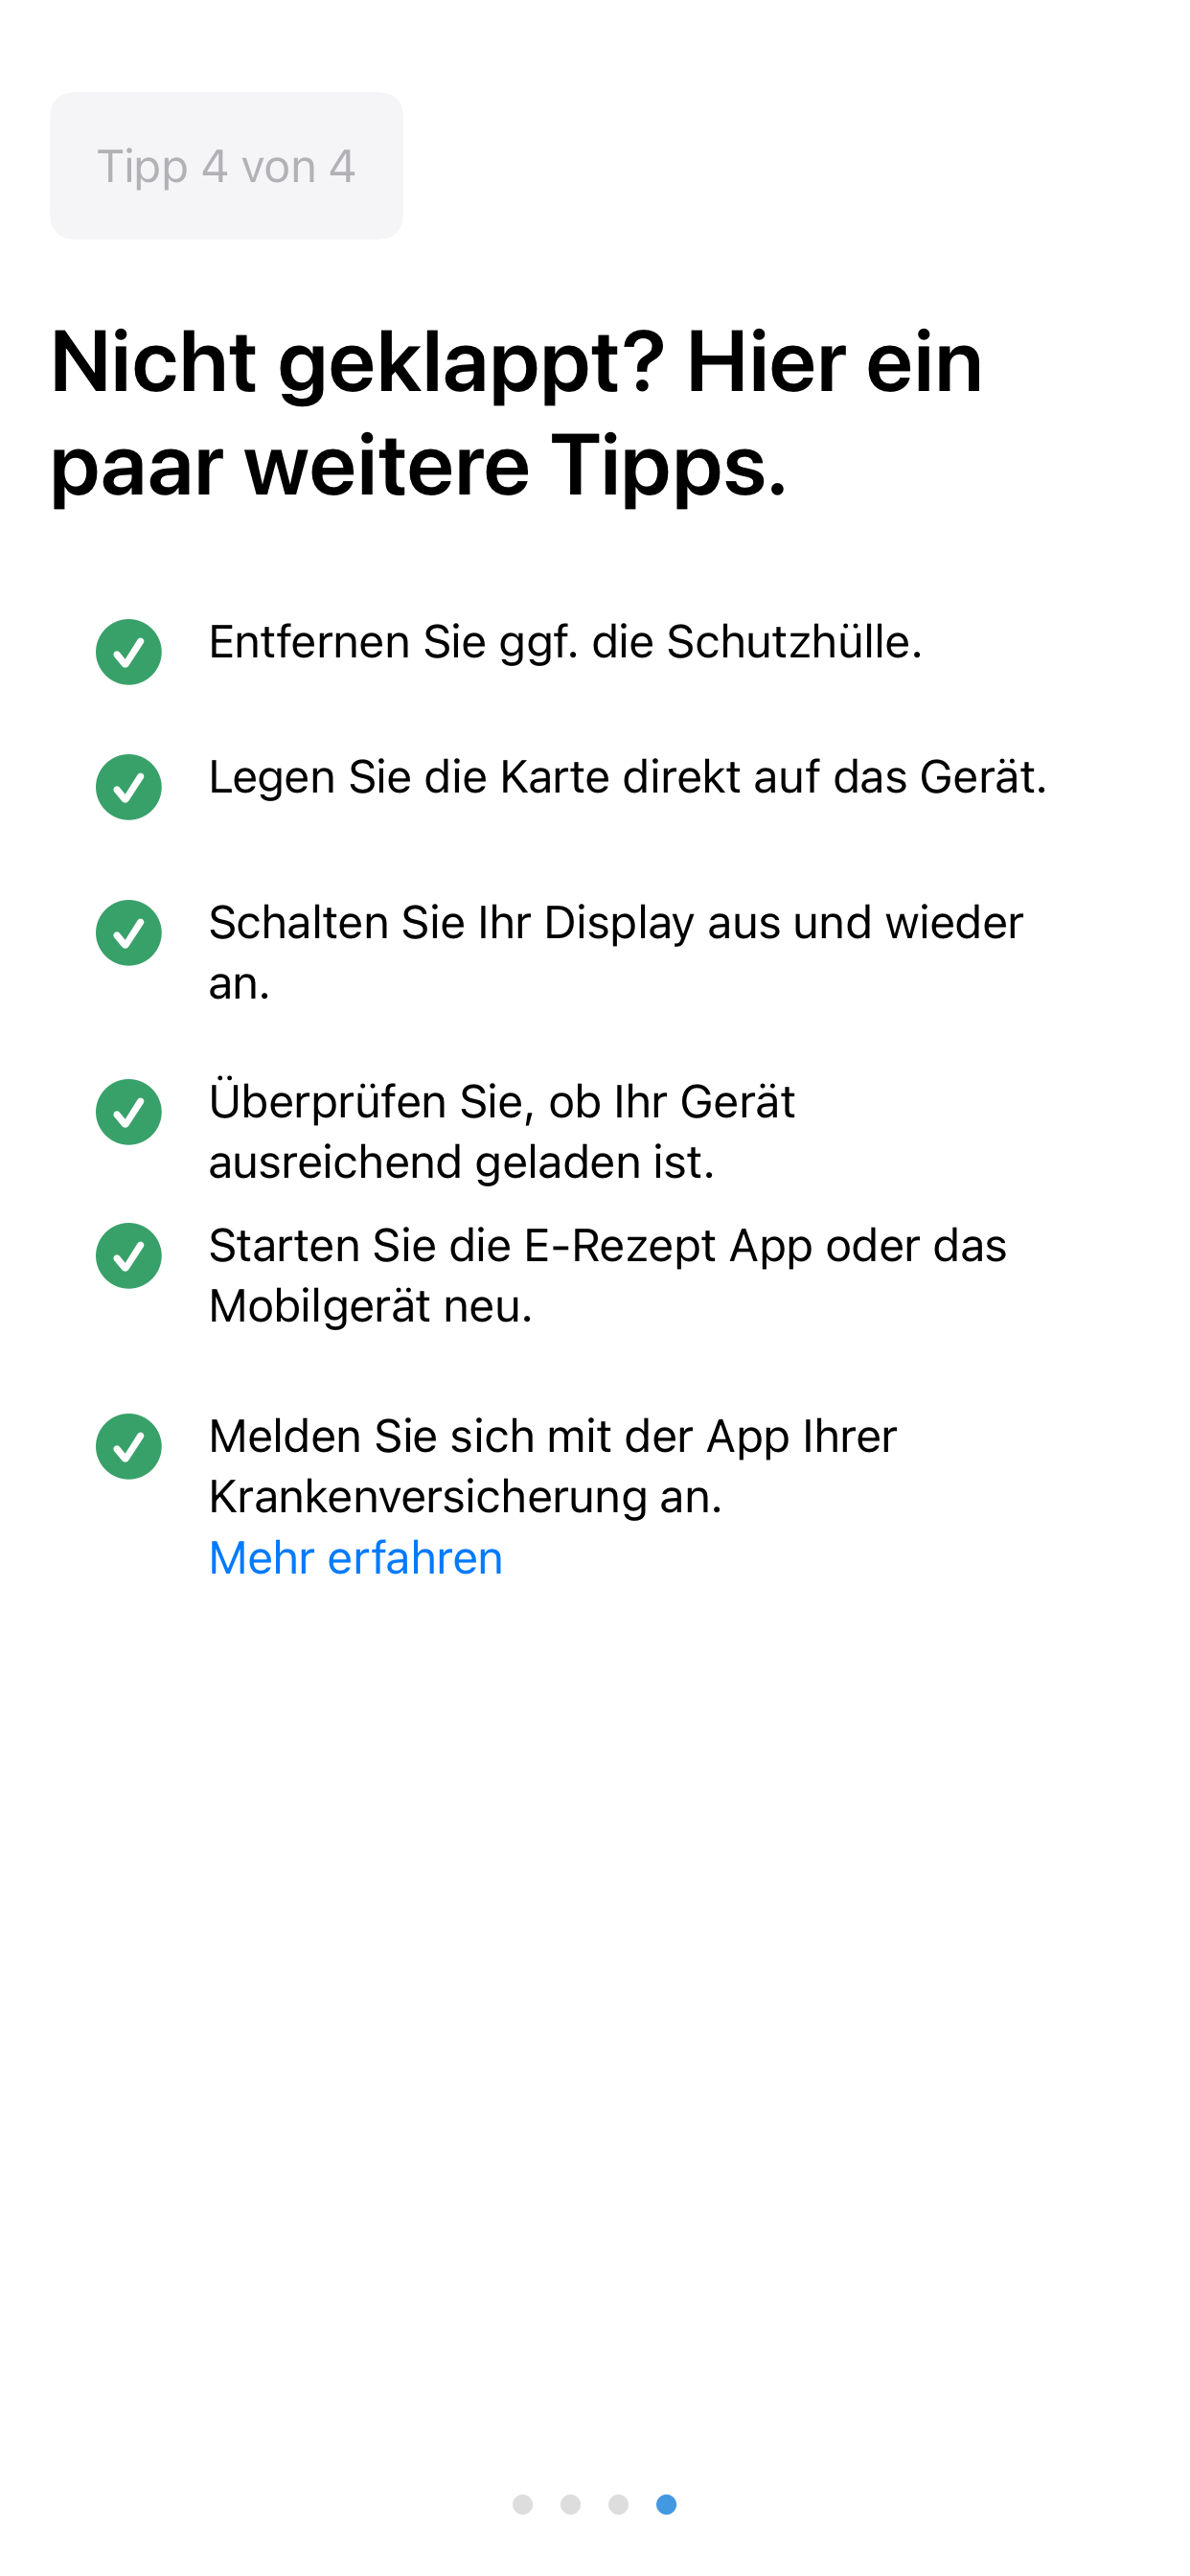 Tipp 4 von 4
Nicht geklappt? Hier ein
paar weitere Tipps.
Entfernen Sie ggf. die Schutzhülle.
Legen Sie die Karte direkt auf das Gerät.
Schalten Sie Ihr Display aus und wieder
an.
Überprüfen Sie, ob Ihr Gerät
ausreichend geladen ist.
Starten Sie die E-Rezept App oder das
Mobilgerät neu.
Melden Sie sich mit der App Ihrer
Krankenversicherung an.
Mehr erfahren